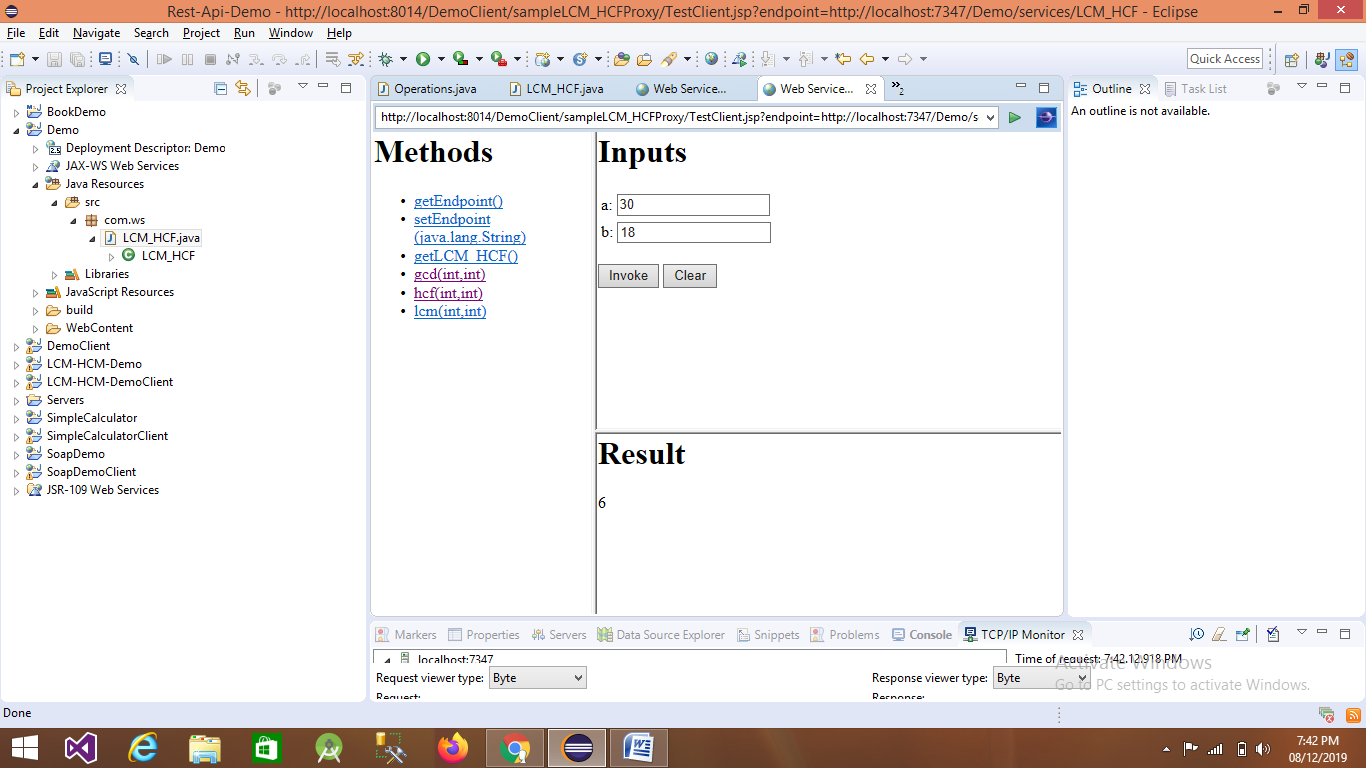 Rest-Api-Demo - http://localhost:8014/DemoClient/sampleLCM_HCFProxy/TestClient.jsp?endpoint=http://localhost:7347/Demo/services/LCM_HCF - Eclipse
File Edit Navigate Search Project Run Window Help
Quick Access
Project Explorer
BookDemo
Demo
Deployment Descriptor: Demo
JAX-WS Web Services
Java Resources
src
com.ws
LCM_HCF.java
LCM_HCF
Libraries
JavaScript Resources
build
WebContent
DemoClient
LCM-HCM-Demo
LCM-HCM-DemoClient
Servers
SimpleCalculator
SimpleCalculatorClient
SoapDemo
SoapDemoClient
JSR-109 Web Services
Operations.java LCM_HCF.java Web Service... Web Service... »2
http://localhost:8014/DemoClient/sampleLCM_HCFProxy/TestClient.jsp?endpoint=http://localhost:7347/Demo/s
Methods
getEndpoint()
setEndpoint
(java.lang.String)
getLCM_HCF()
gcd(int,int)
hcf(int,int)
lcm(int,int)
Inputs
a: 30
b: 18
Invoke Clear
Result
6
Outline Task List
An outline is not available.
Markers Properties Servers Data Source Explorer Snippets Problems Console TCP/IP Monitor
localhost:7347
Time of request: 7:42.12.918 PM
Request viewer type: Byte
Response viewer type: Byte
Request:
Response:
Activate Windows
Go to PC settings to activate Windows.
Done
7:42 PM
08/12/2019